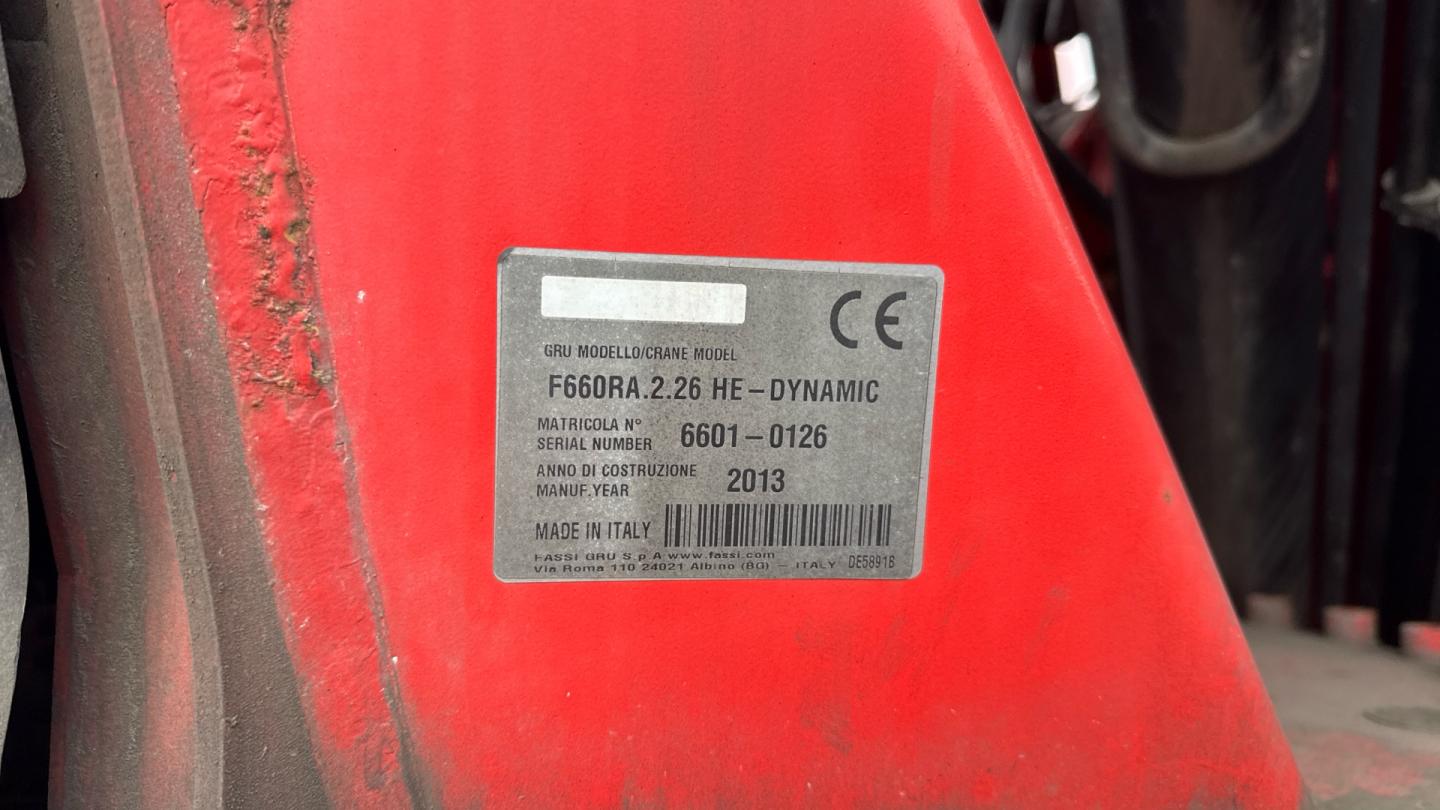 CE
GRU MODELLO/CRANE MODEL
F660RA.2.26 HE-DYNAMIC
MATRICOLA N°
SERIAL NUMBER 6601-0126
ANNO DI COSTRUZIONE
MANUF.YEAR 2013
MADE IN ITALY
FASSI GRU S.p.A www.fassi.com
Via Roma 110 24021 Albino (BG) - ITALY DE5891B